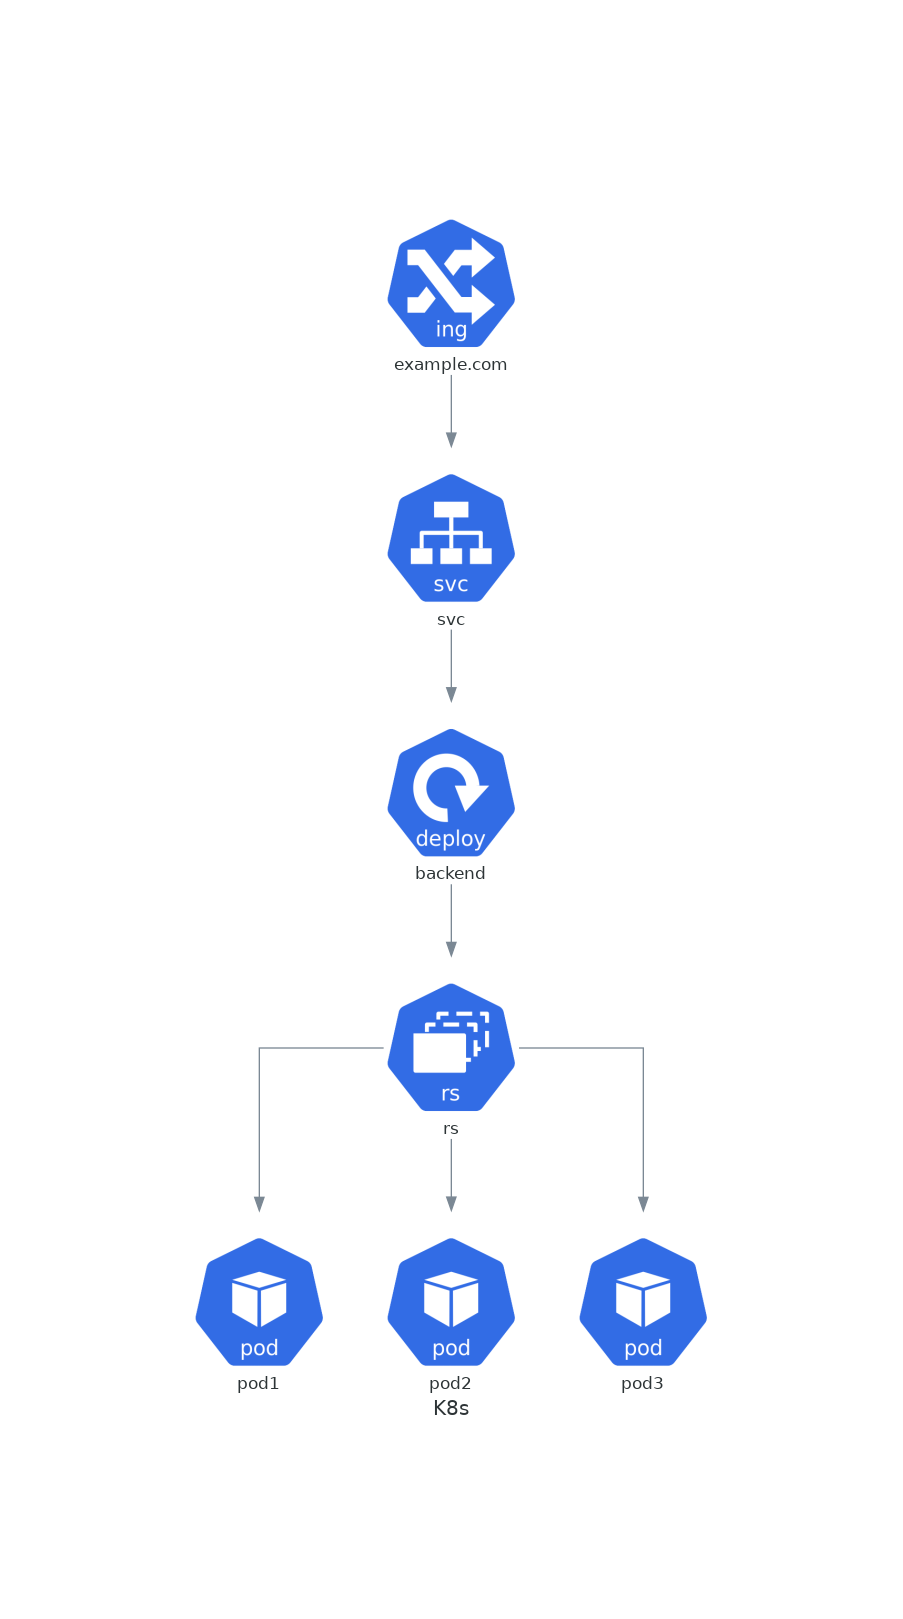 ing
example.com
svc
svc
deploy
backend
rs
rs
pod
pod
pod
pod1
pod2
pod3
K8s